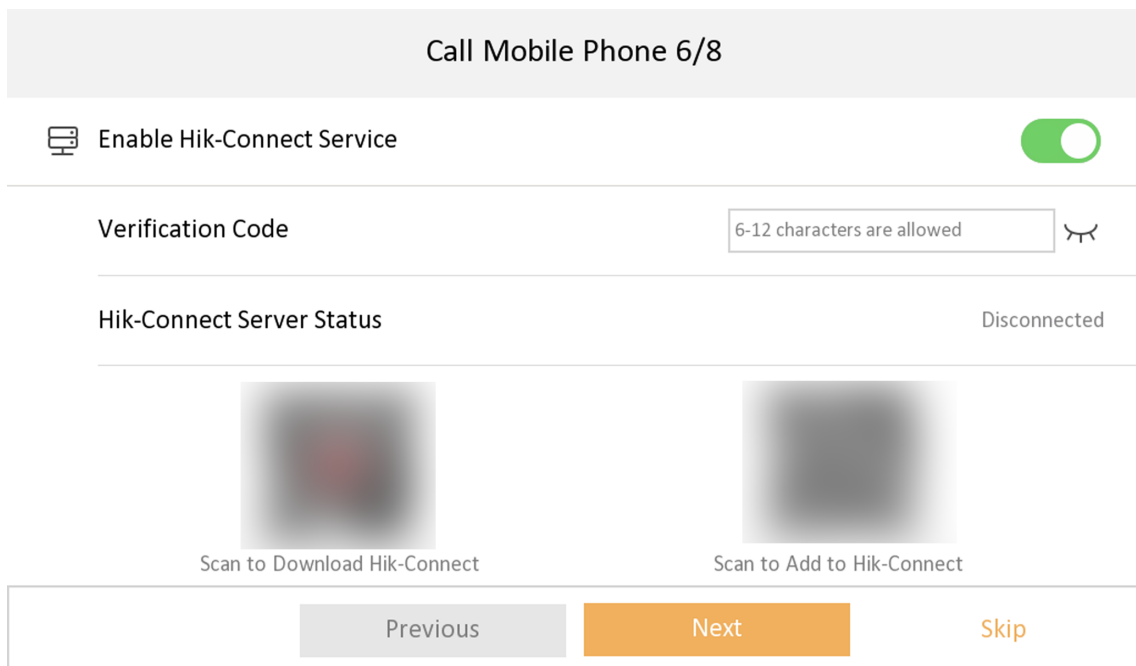 Call Mobile Phone 6/8
Enable Hik-Connect Service
Verification Code
6-12 characters are allowed
Hik-Connect Server Status
Disconnected
Scan to Download Hik-Connect
Scan to Add to Hik-Connect
Previous
Next
Skip